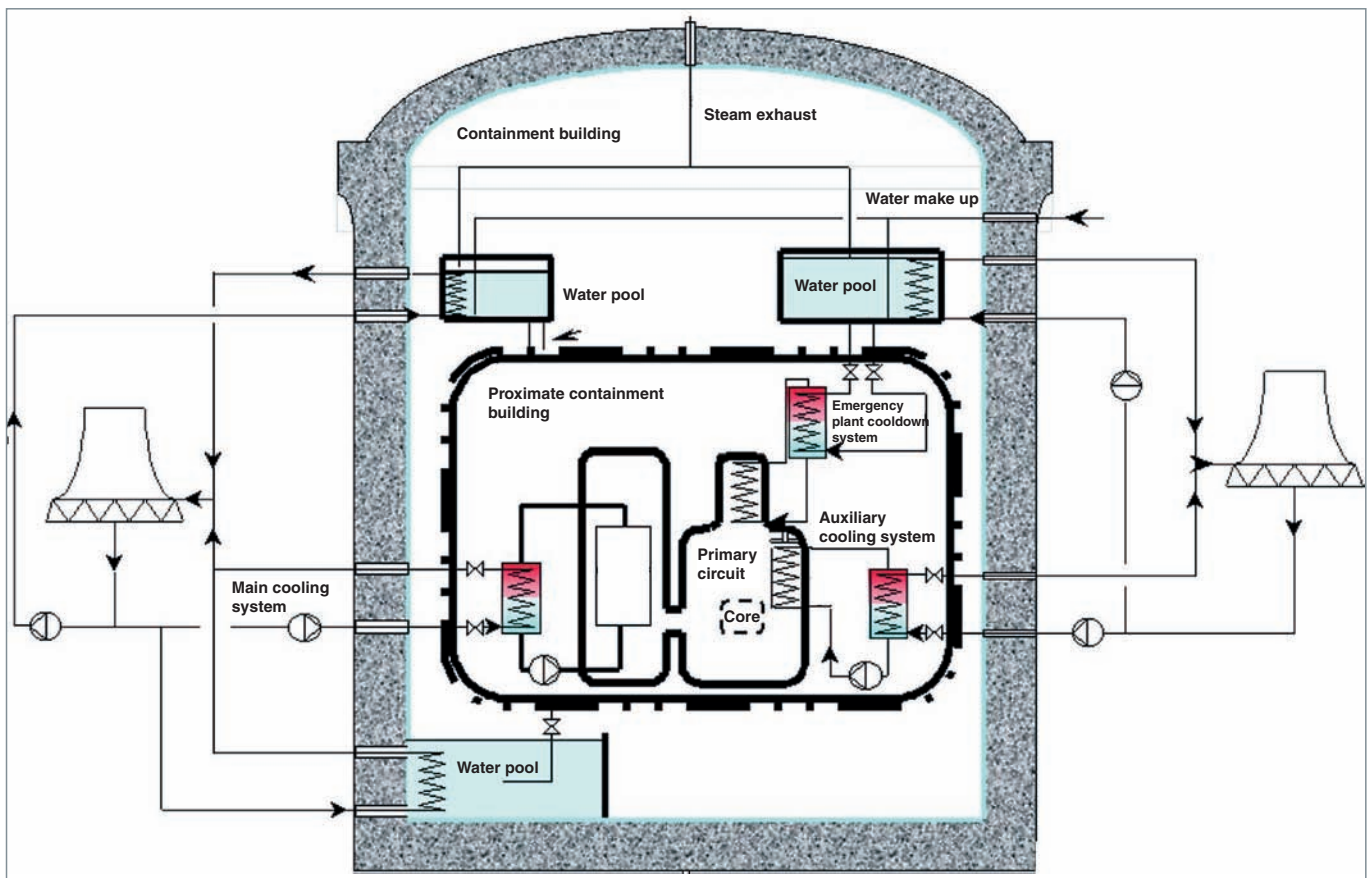 Steam exhaust
Containment building
Water make up
Water pool
Water pool
Proximate containment
building
Emergency
plant cooldown
system
Auxiliary
cooling system
Primary
circuit
Main cooling
system
Core
Water pool